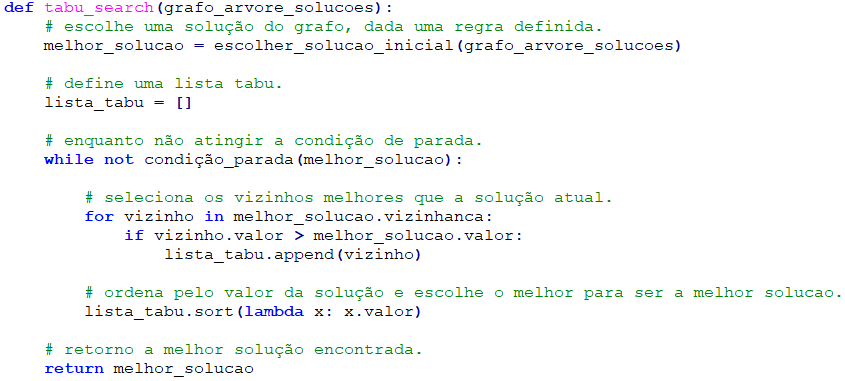 def tabu_search(grafo_arvore_solucoes):
    # escolhe uma solução do grafo, dada uma regra definida.
    melhor_solucao = escolher_solucao_inicial(grafo_arvore_solucoes)

    # define uma lista tabu.
    lista_tabu = []

    # enquanto não atingir a condição de parada.
    while not condição_parada(melhor_solucao):

        # seleciona os vizinhos melhores que a solução atual.
        for vizinho in melhor_solucao.vizinhanca:
            if vizinho.valor > melhor_solucao.valor:
                lista_tabu.append(vizinho)

        # ordena pelo valor da solução e escolhe o melhor para ser a melhor solucao.
        lista_tabu.sort(lambda x: x.valor)

    # retorno a melhor solução encontrada.
    return melhor_solucao